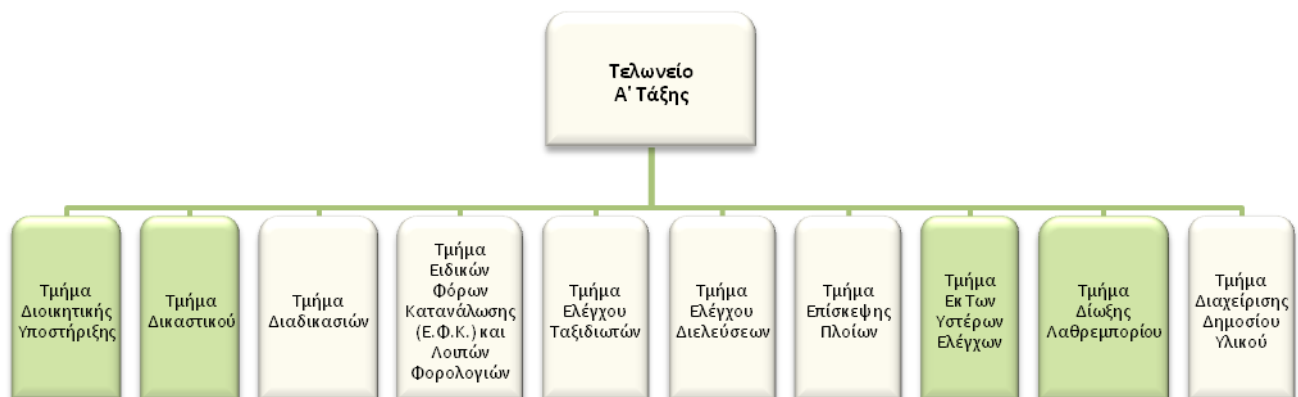 Τελωνείο
Α' Τάξης
Τμήμα
Διοικητικής
Υποστήριξης
Τμήμα
Δικαστικού
Τμήμα
Διαδικασιών
Τμήμα
Ειδικών
Φόρων
Κατανάλωσης
(Ε.Φ.Κ.) και
Λοιπών
Φορολογιών
Τμήμα
Ελέγχου
Ταξιδιωτών
Τμήμα
Ελέγχου
Διελεύσεων
Τμήμα
Επίσκεψης
Πλοίων
Τμήμα
Εκ Των
Υστέρων
Ελέγχων
Τμήμα
Δίωξης
Λαθρεμπορίου
Τμήμα
Διαχείρισης
Δημοσίου
Υλικού